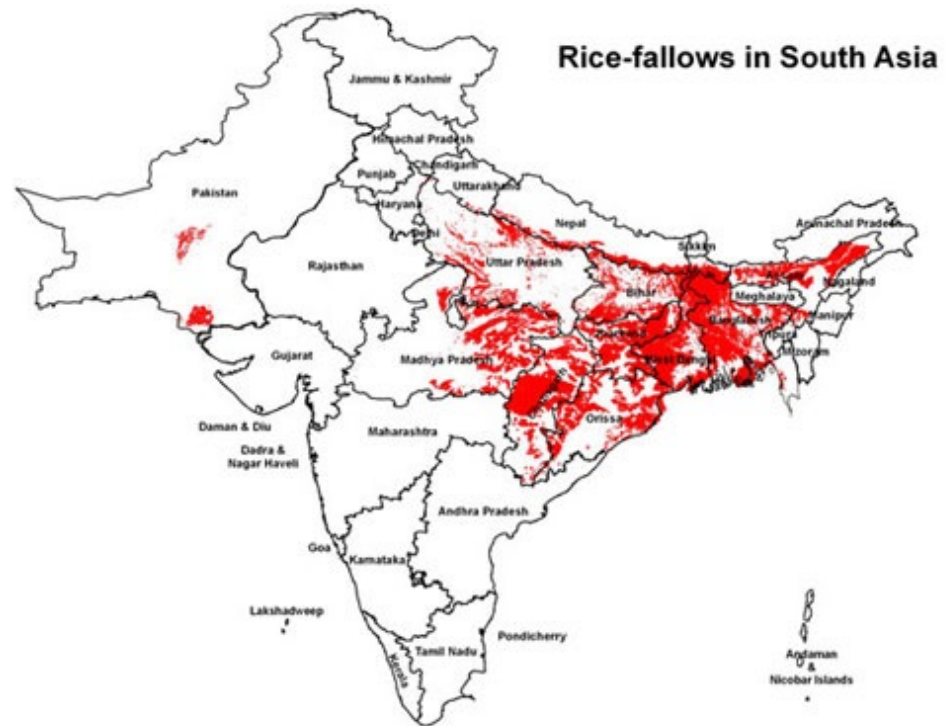 Rice-fallows in South Asia
Jammu & Kashmir
Himachal Pradesh
Chandigarh
Punjab
Uttarakhand
Pakistan
Haryana
Delhi
Nepal
Sikkim
Arunachal Pradesh
Rajasthan
Uttar Pradesh
Assam
Nagaland
Bihar
Meghalaya
Manipur
Bangladesh
Tripura
Mizoram
Gujarat
Madhya Pradesh
West Bengal
Orissa
Daman & Diu
Maharashtra
Dadra &
Nagar Haveli
Andhra Pradesh
Goa
Karnataka
Lakshadweep
Pondicherry
Tamil Nadu
Kerala
Andaman
&
Nicobar Islands